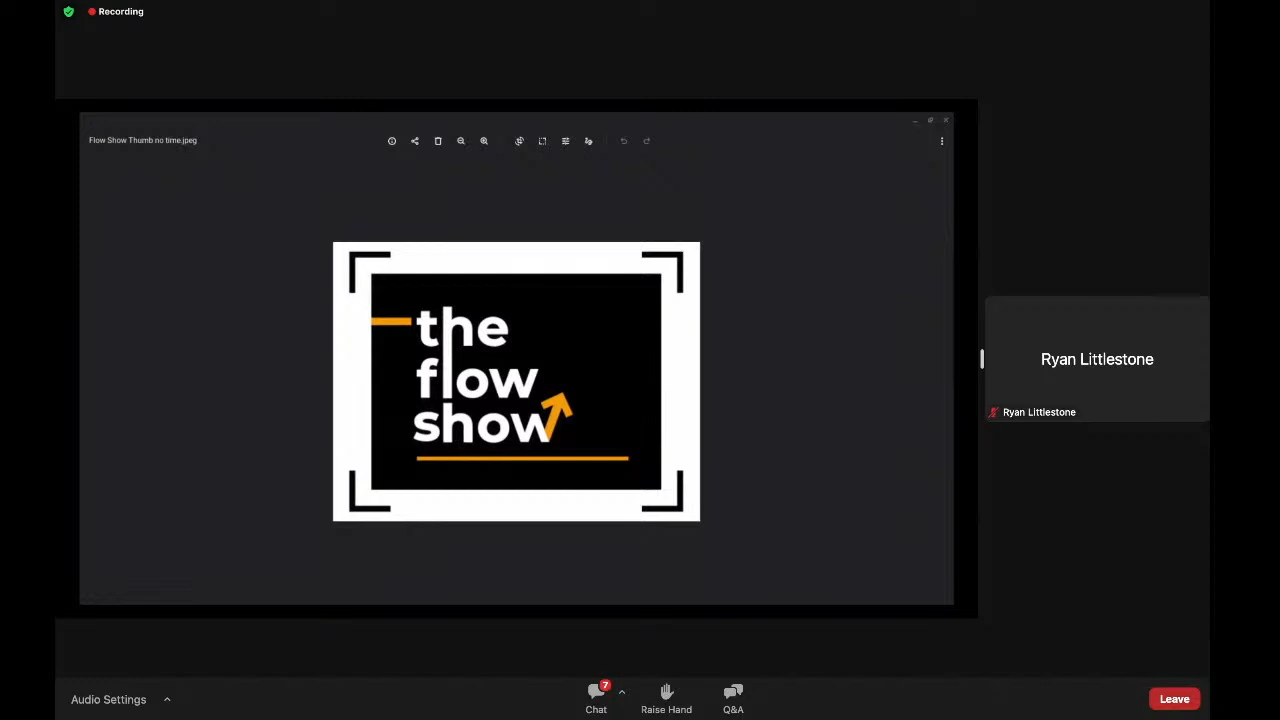 Recording
Flow Show Thumb no time.jpeg
the
flow
show
Ryan Littlestone
Ryan Littlestone
Audio Settings
7
Chat
Raise Hand
Q&A
Leave